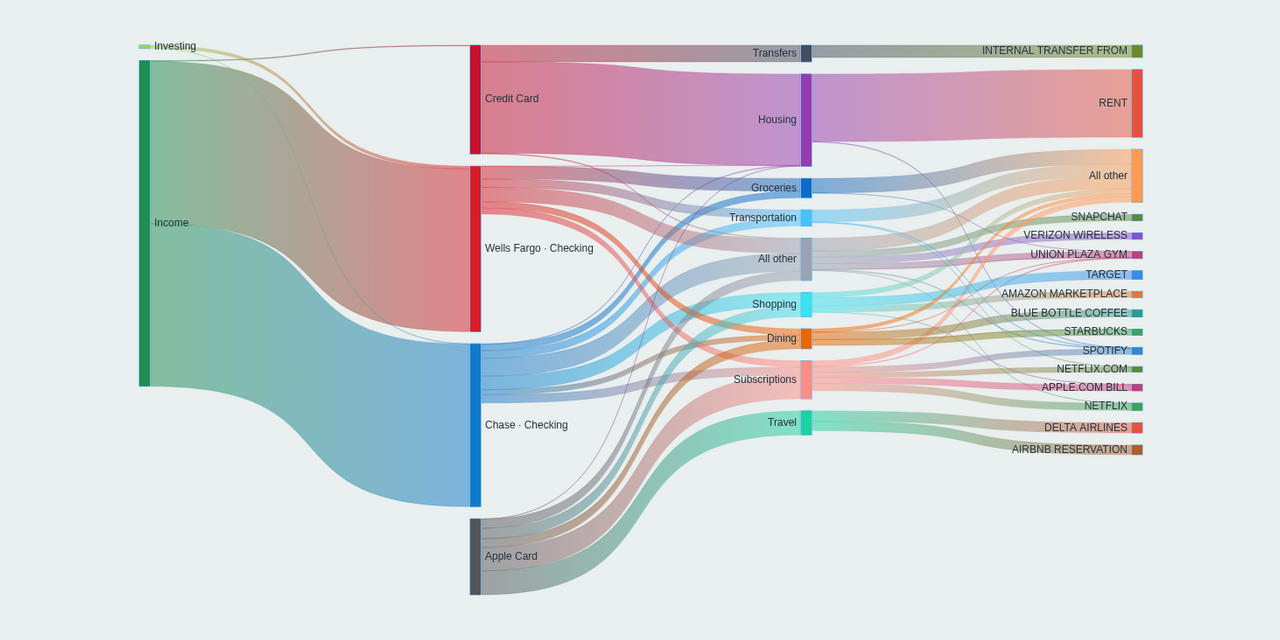 Investing
Income
Credit Card
Wells Fargo · Checking
Chase · Checking
Apple Card
Transfers
Housing
Groceries
Transportation
All other
Shopping
Dining
Subscriptions
Travel
INTERNAL TRANSFER FROM
RENT
All other
SNAPCHAT
VERIZON WIRELESS
UNION PLAZA GYM
TARGET
AMAZON MARKETPLACE
BLUE BOTTLE COFFEE
STARBUCKS
SPOTIFY
NETFLIX.COM
APPLE.COM BILL
NETFLIX
DELTA AIRLINES
AIRBNB RESERVATION